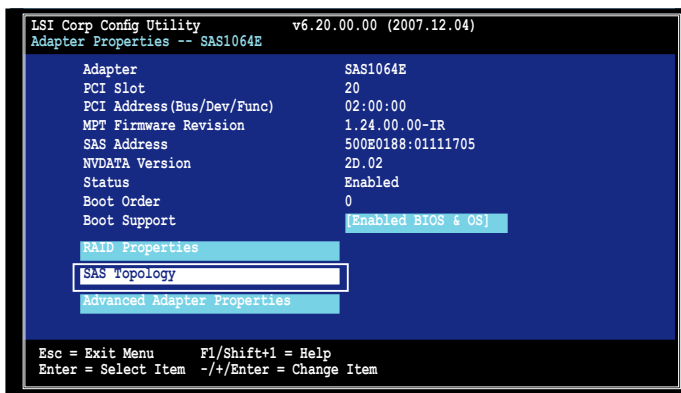 LSI Corp Config Utility v6.20.00.00 (2007.12.04)
Adapter Properties -- SAS1064E
Adapter SAS1064E
PCI Slot 20
PCI Address(Bus/Dev/Func) 02:00:00
MPT Firmware Revision 1.24.00.00-IR
SAS Address 500E0188:01111705
NVDATA Version 2D.02
Status Enabled
Boot Order 0
Boot Support [Enabled BIOS & OS]
RAID Properties
SAS Topology
Advanced Adapter Properties
Esc = Exit Menu F1/Shift+1 = Help
Enter = Select Item -/+/Enter = Change Item